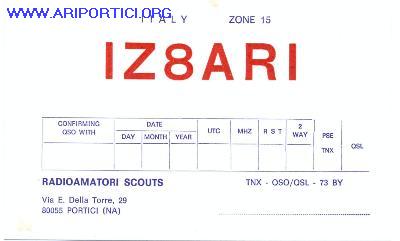 www.ARIPORTICI.ORG
ITALY ZONE 15
IZ8ARI
CONFIRMING QSO WITH DATE DAY MONTH YEAR UTC MHZ R S T 2 WAY PSE TNX QSL
RADIOAMATORI SCOUTS TNX - QSO/QSL - 73 BY
Via E. Della Torre, 29
80055 PORTICI (NA)